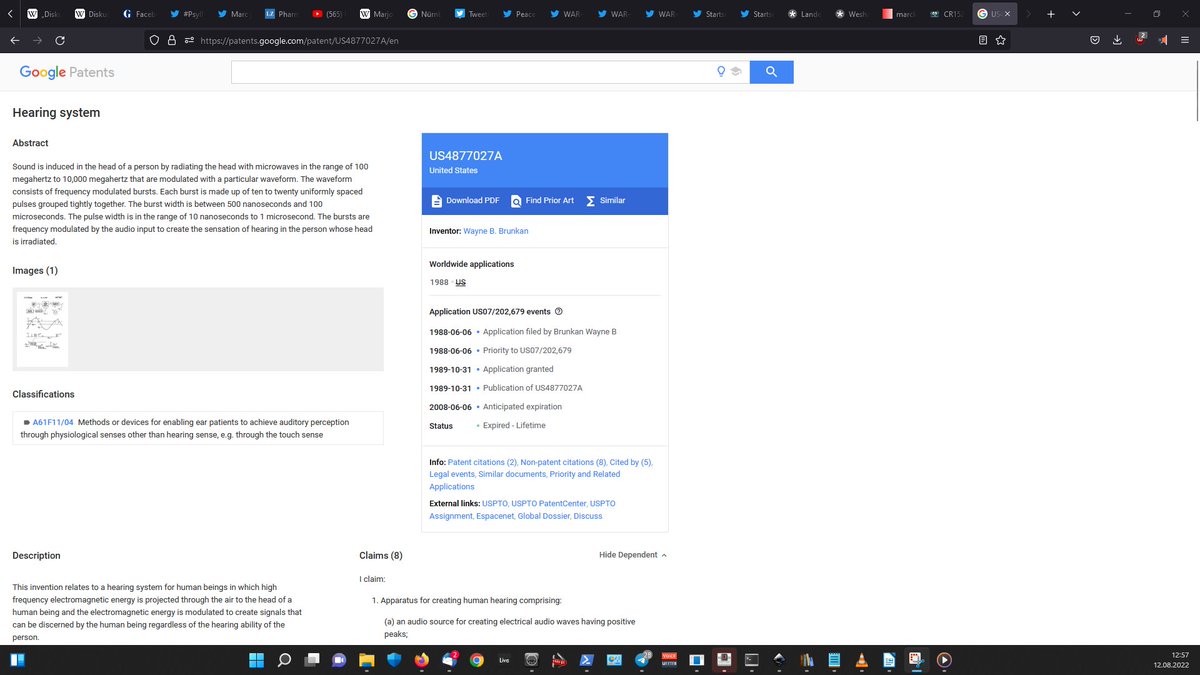 „Disku
Diskus
Faceb
#Psyll
Marc
LZ Pharm
(565)
Marjo
Nürn
Tweet
Peace
WAR
WAR
WAR
Starts
Starts
Lando
Wesh
marc
CR152
US
https://patents.google.com/patent/US4877027A/en
2
Google Patents
Hearing system
Abstract
Sound is induced in the head of a person by radiating the head with microwaves in the range of 100
megahertz to 10,000 megahertz that are modulated with a particular waveform. The waveform
consists of frequency modulated bursts. Each burst is made up of ten to twenty uniformly spaced
pulses grouped tightly together. The burst width is between 500 nanoseconds and 100
microseconds. The pulse width is in the range of 10 nanoseconds to 1 microsecond. The bursts are
frequency modulated by the audio input to create the sensation of hearing in the person whose head
is irradiated.
Images (1)
Classifications
A61F11/04 Methods or devices for enabling ear patients to achieve auditory perception
through physiological senses other than hearing sense, e.g. through the touch sense
US4877027A
United States
Download PDF Find Prior Art Similar
Inventor: Wayne B. Brunkan
Worldwide applications
1988 · US
Application US07/202,679 events
1988-06-06 • Application filed by Brunkan Wayne B
1988-06-06 • Priority to US07/202,679
1989-10-31 • Application granted
1989-10-31 • Publication of US4877027A
2008-06-06 • Anticipated expiration
Status • Expired - Lifetime
Info: Patent citations (2), Non-patent citations (8), Cited by (5),
Legal events, Similar documents, Priority and Related
Applications
External links: USPTO, USPTO PatentCenter, USPTO
Assignment, Espacenet, Global Dossier, Discuss
Description
This invention relates to a hearing system for human beings in which high
frequency electromagnetic energy is projected through the air to the head of a
human being and the electromagnetic energy is modulated to create signals that
can be discerned by the human being regardless of the hearing ability of the
person.
Claims (8)
Hide Dependent
I claim:
1. Apparatus for creating human hearing comprising:
(a) an audio source for creating electrical audio waves having positive
peaks;
2
Live
28
12:57
12.08.2022